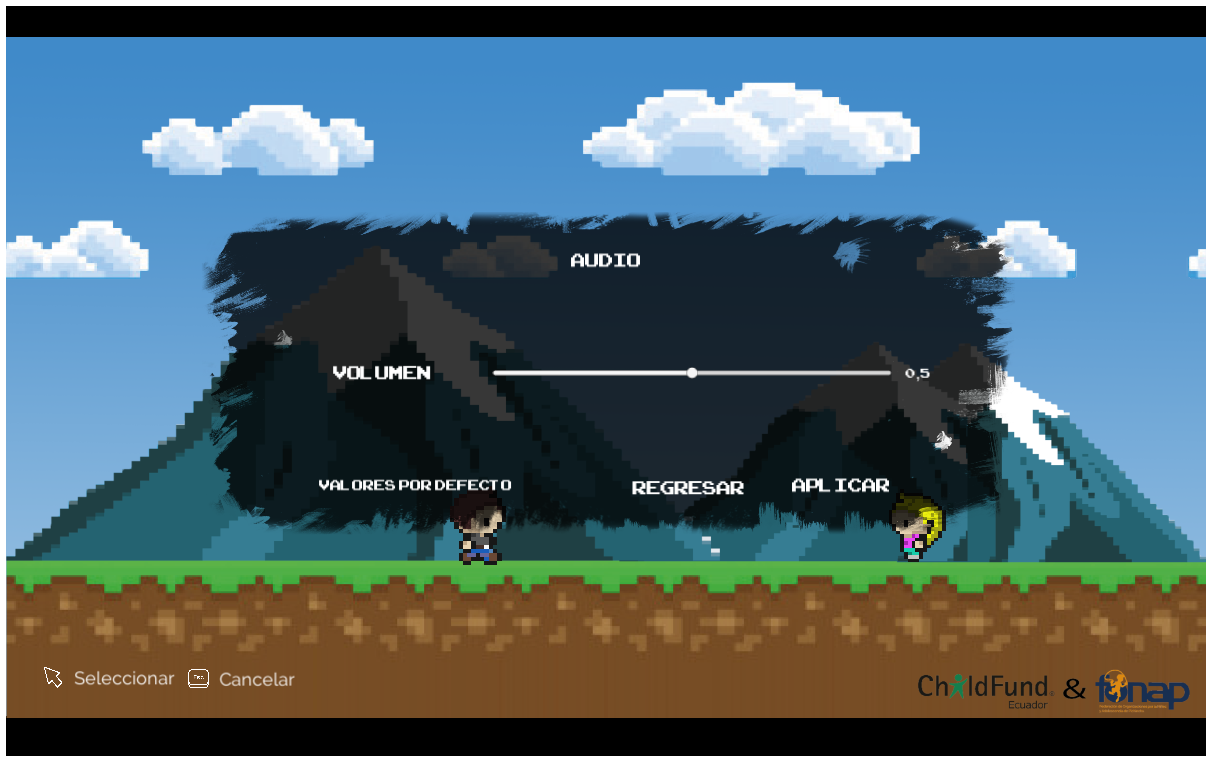 AUDIO
VOLUMEN 0,5
VALORES POR DEFECTO REGRESAR APLICAR
Seleccionar Cancelar
ChildFund & fonap
Ecuador